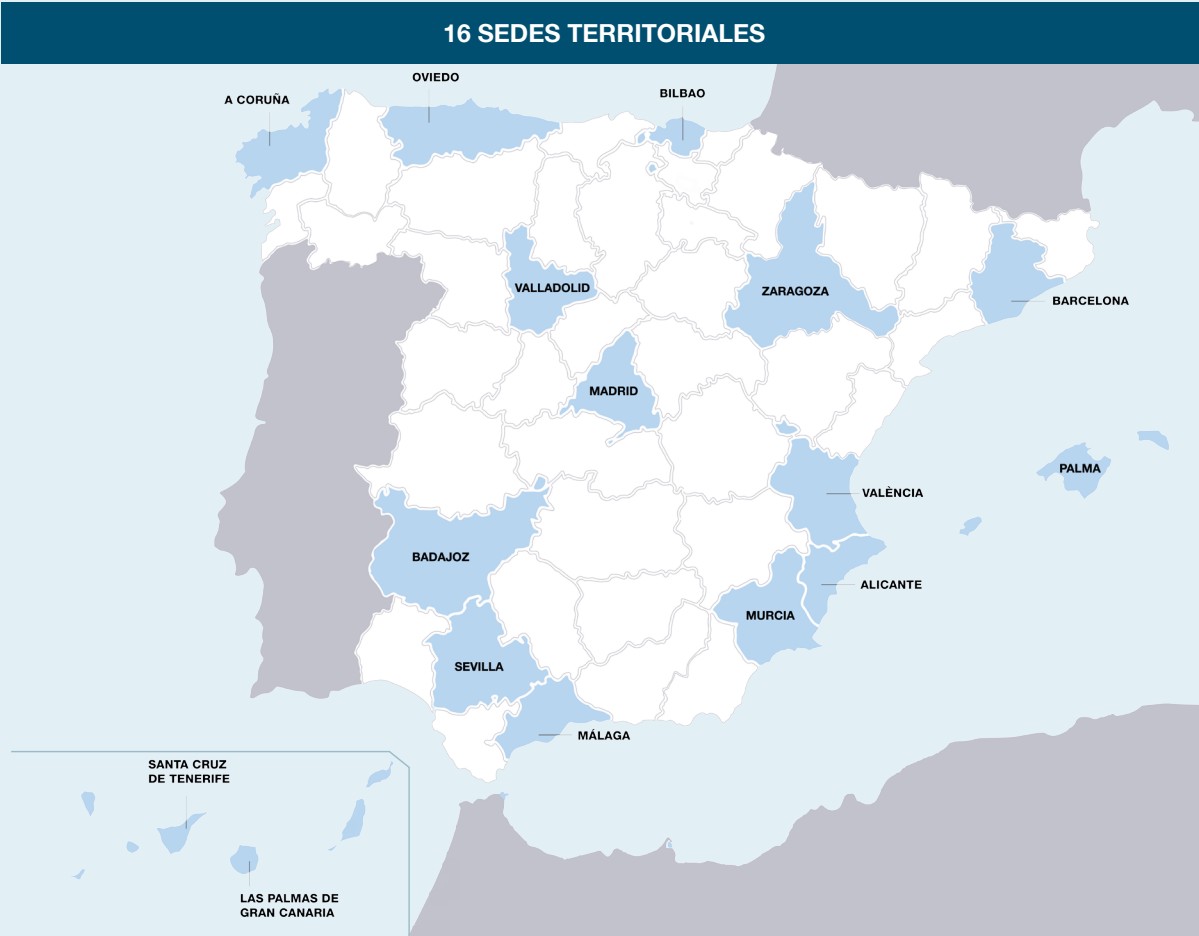 16 SEDES TERRITORIALES
OVIEDO
A CORUÑA
BILBAO
VALLADOLID
ZARAGOZA
BARCELONA
MADRID
PALMA
VALÈNCIA
BADAJOZ
ALICANTE
MURCIA
SEVILLA
MÁLAGA
SANTA CRUZ
DE TENERIFE
LAS PALMAS DE
GRAN CANARIA